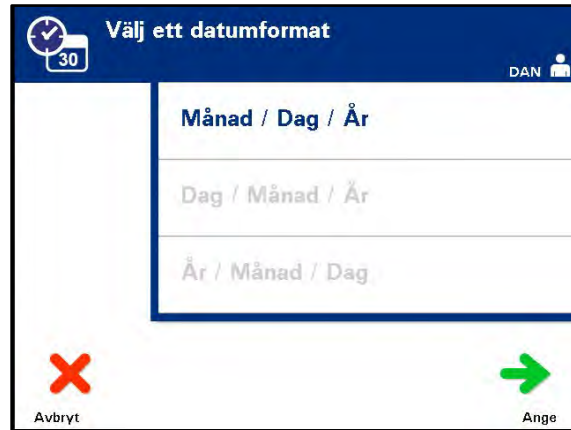 Välj ett datumformat
30
DAN
Månad / Dag / År
Dag / Månad / År
År / Månad / Dag
Avbryt
Ange